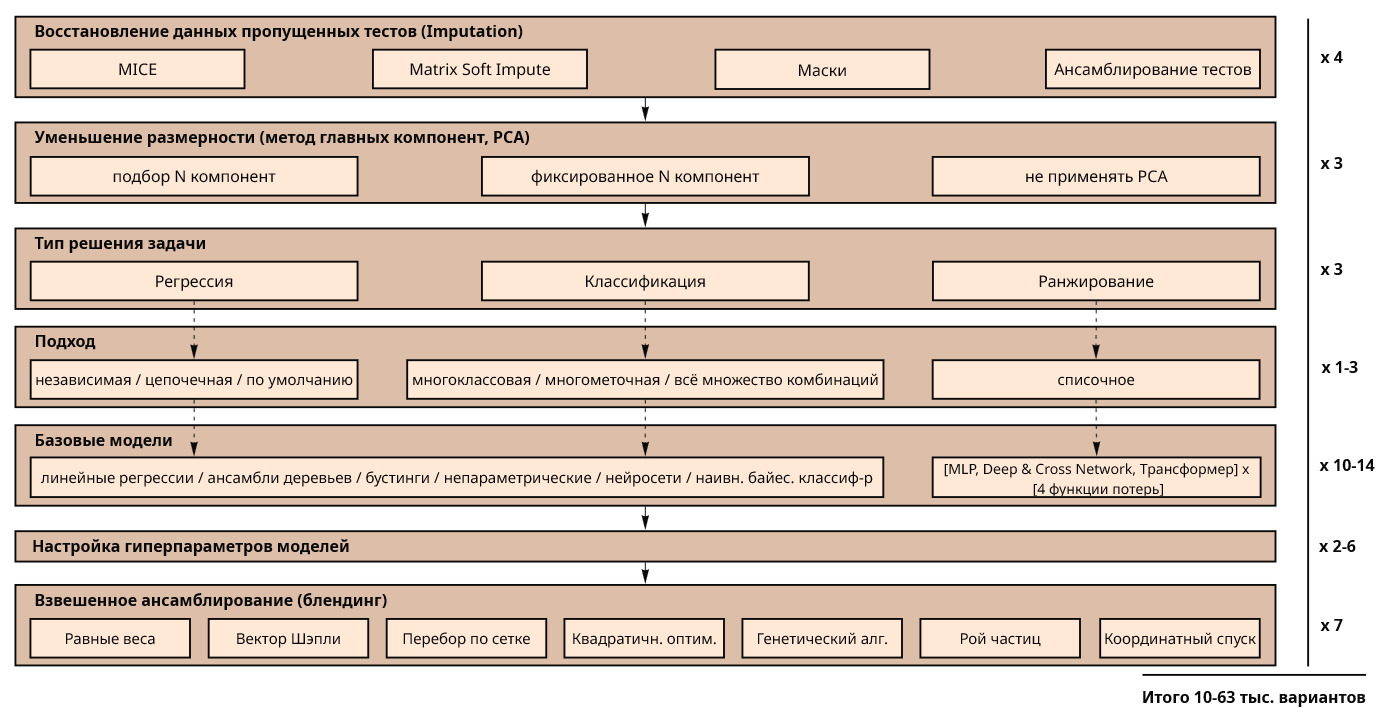 Восстановление данных пропущенных тестов (Imputation)
MICE
Matrix Soft Impute
Маски
Ансамблирование тестов
x 4
Уменьшение размерности (метод главных компонент, PCA)
подбор N компонент
фиксированное N компонент
не применять PCA
x 3
Тип решения задачи
Регрессия
Классификация
Ранжирование
x 3
Подход
независимая / цепочечная / по умолчанию
многоклассовая / многометочная / всё множество комбинаций
списочное
x 1-3
Базовые модели
линейные регрессии / ансамбли деревьев / бустинги / непараметрические / нейросети / наивн. байес. классиф-р
[MLP, Deep & Cross Network, Трансформер] x
[4 функции потерь]
x 10-14
Настройка гиперпараметров моделей
x 2-6
Взвешенное ансамблирование (блендинг)
Равные веса
Вектор Шэпли
Перебор по сетке
Квадратичн. оптим.
Генетический алг.
Рой частиц
Координатный спуск
x 7
Итого 10-63 тыс. вариантов